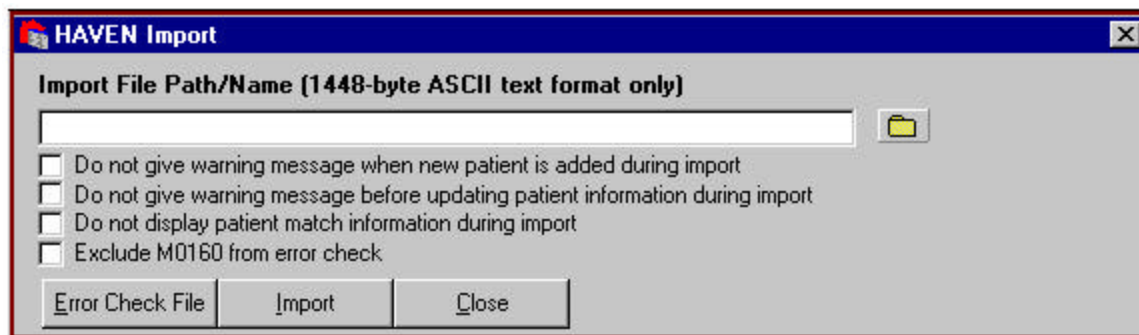 HAVEN Import
Import File Path/Name (1448-byte ASCII text format only)
Do not give warning message when new patient is added during import
Do not give warning message before updating patient information during import
Do not display patient match information during import
Exclude M0160 from error check
Error Check File Import Close